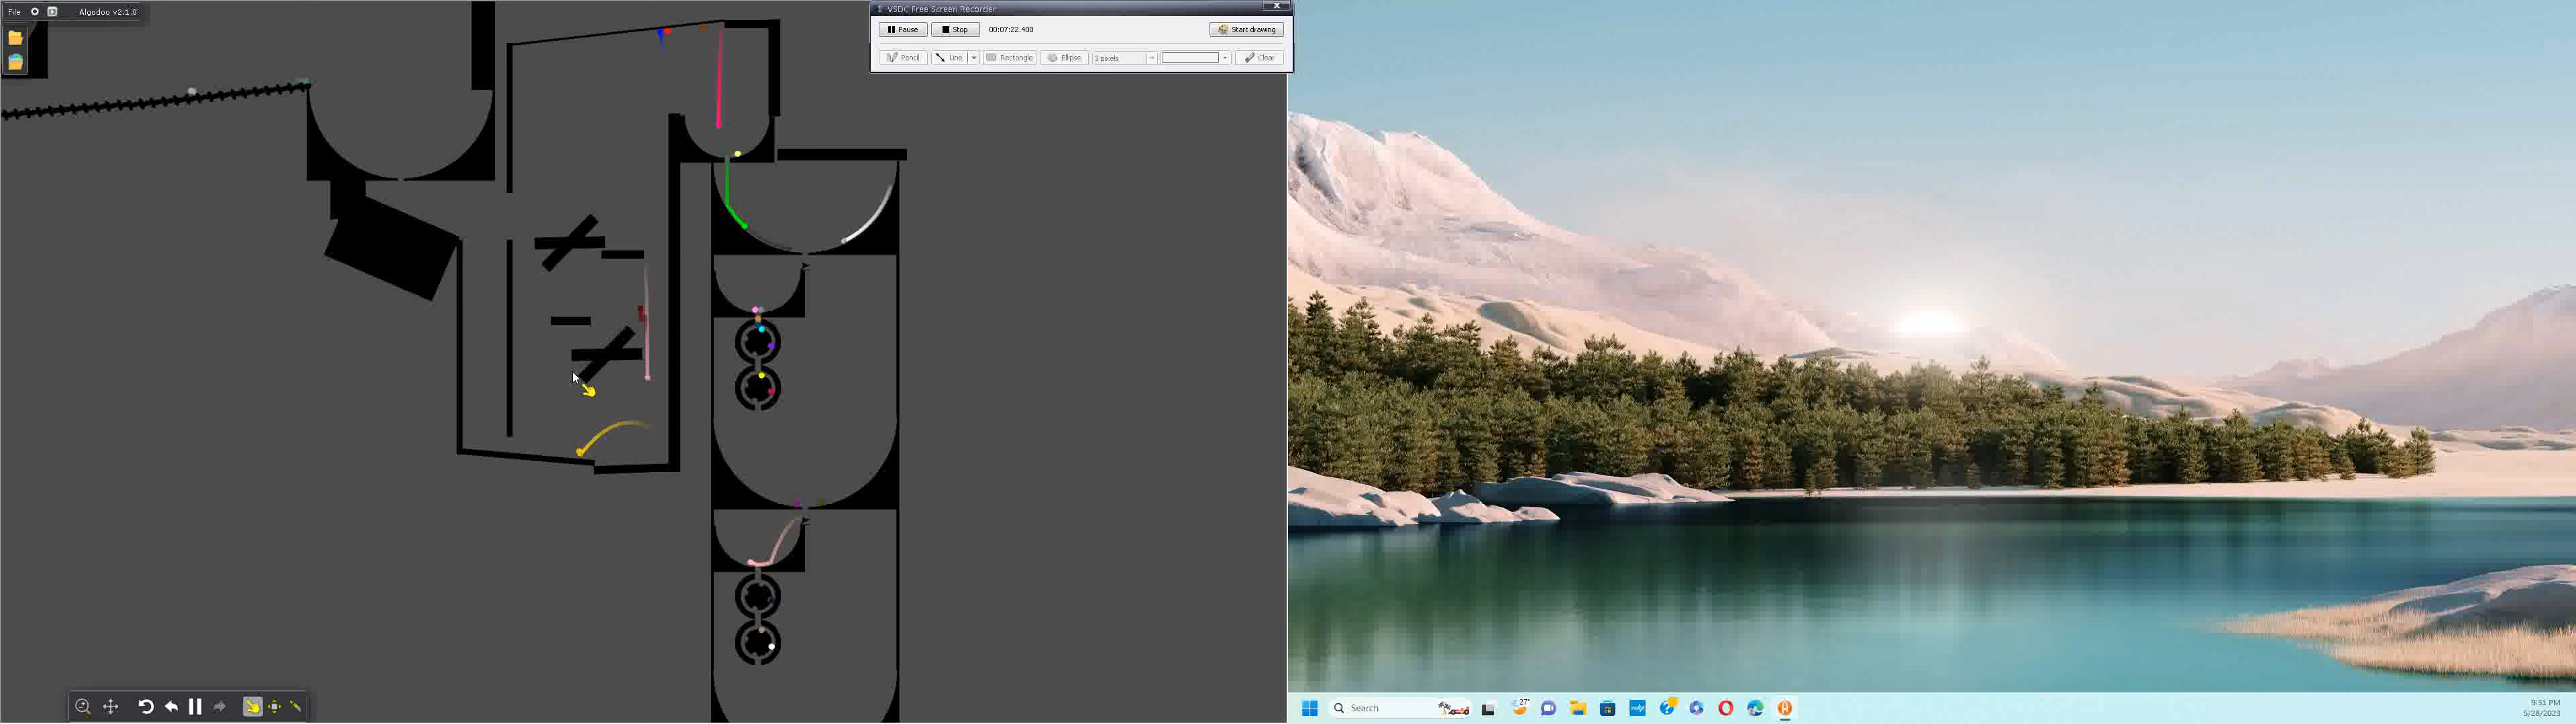 File
Algodoo v2.1.0
VSDC Free Screen Recorder
Pause
Stop
00:07:22.400
Start drawing
Pencil
Line
Rectangle
Ellipse
3 pixels
Clear
Search
27°
9:31 PM
5/28/2023